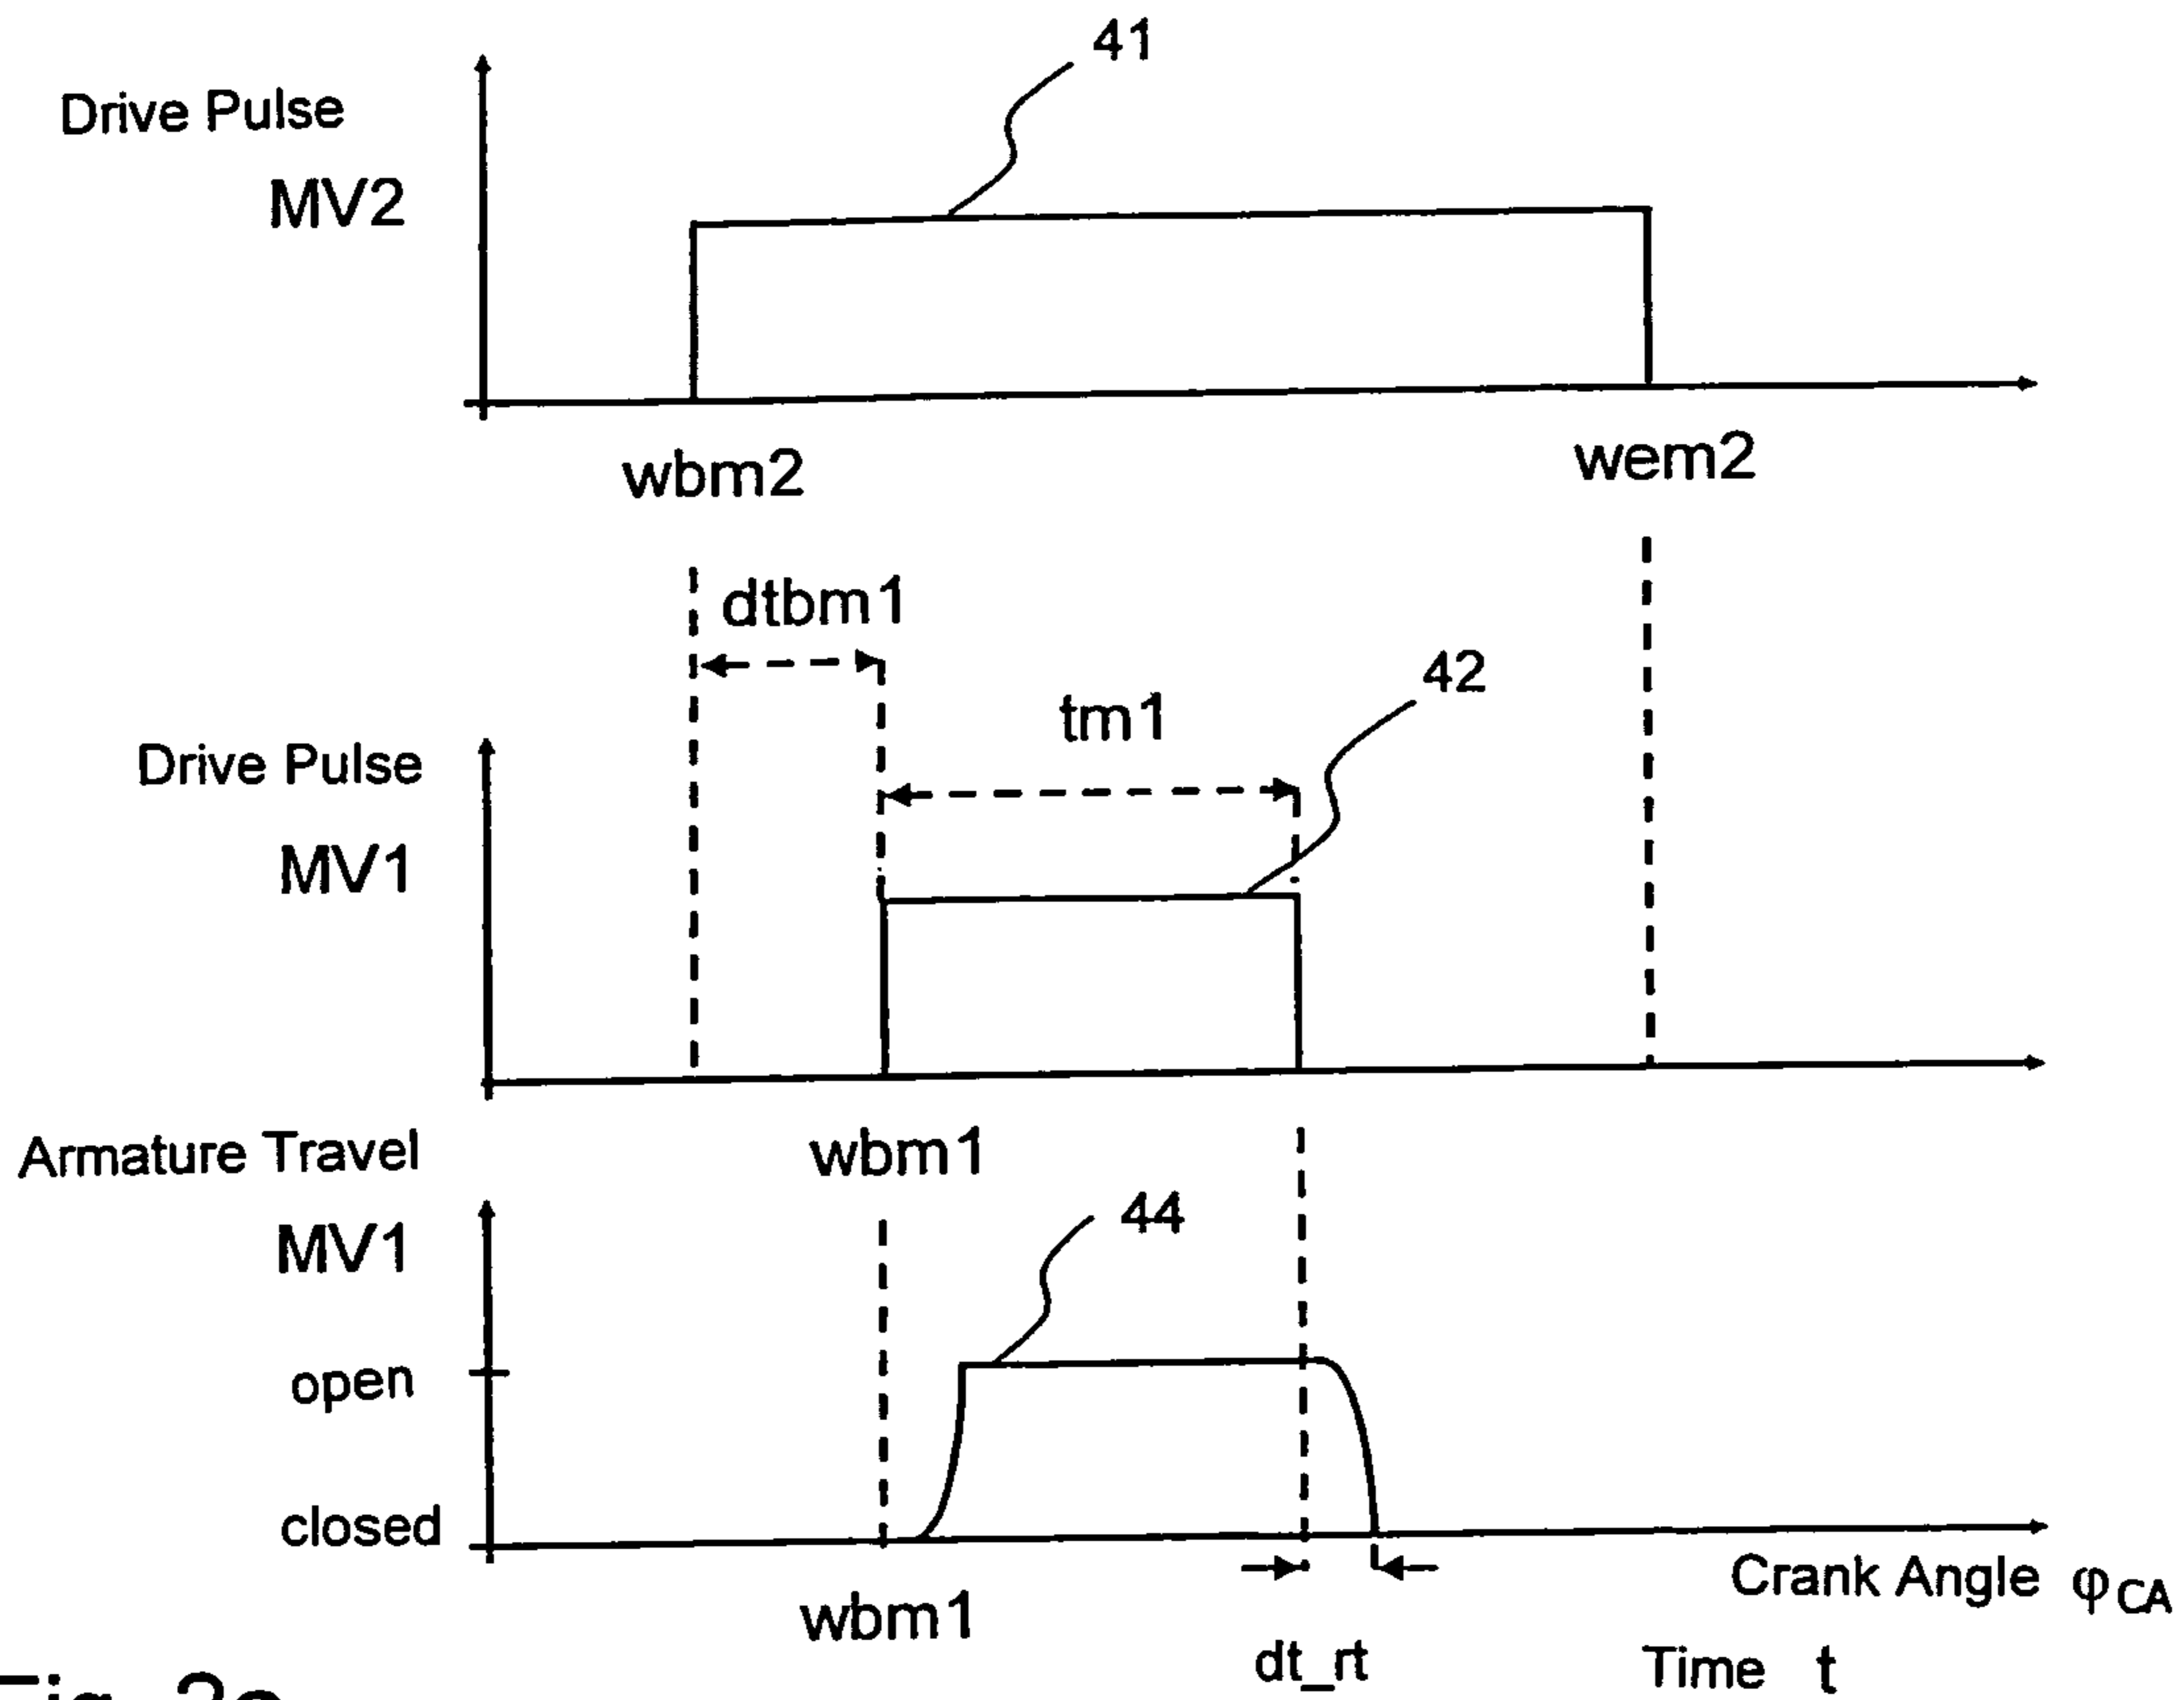 41
Drive Pulse
MV2
wbm2
wem2
dtbm1
tm1
42
Drive Pulse
MV1
Armature Travel
wbm1
MV1
44
open
closed
Crank Angle φCA
wbm1
dt_rt
Time t